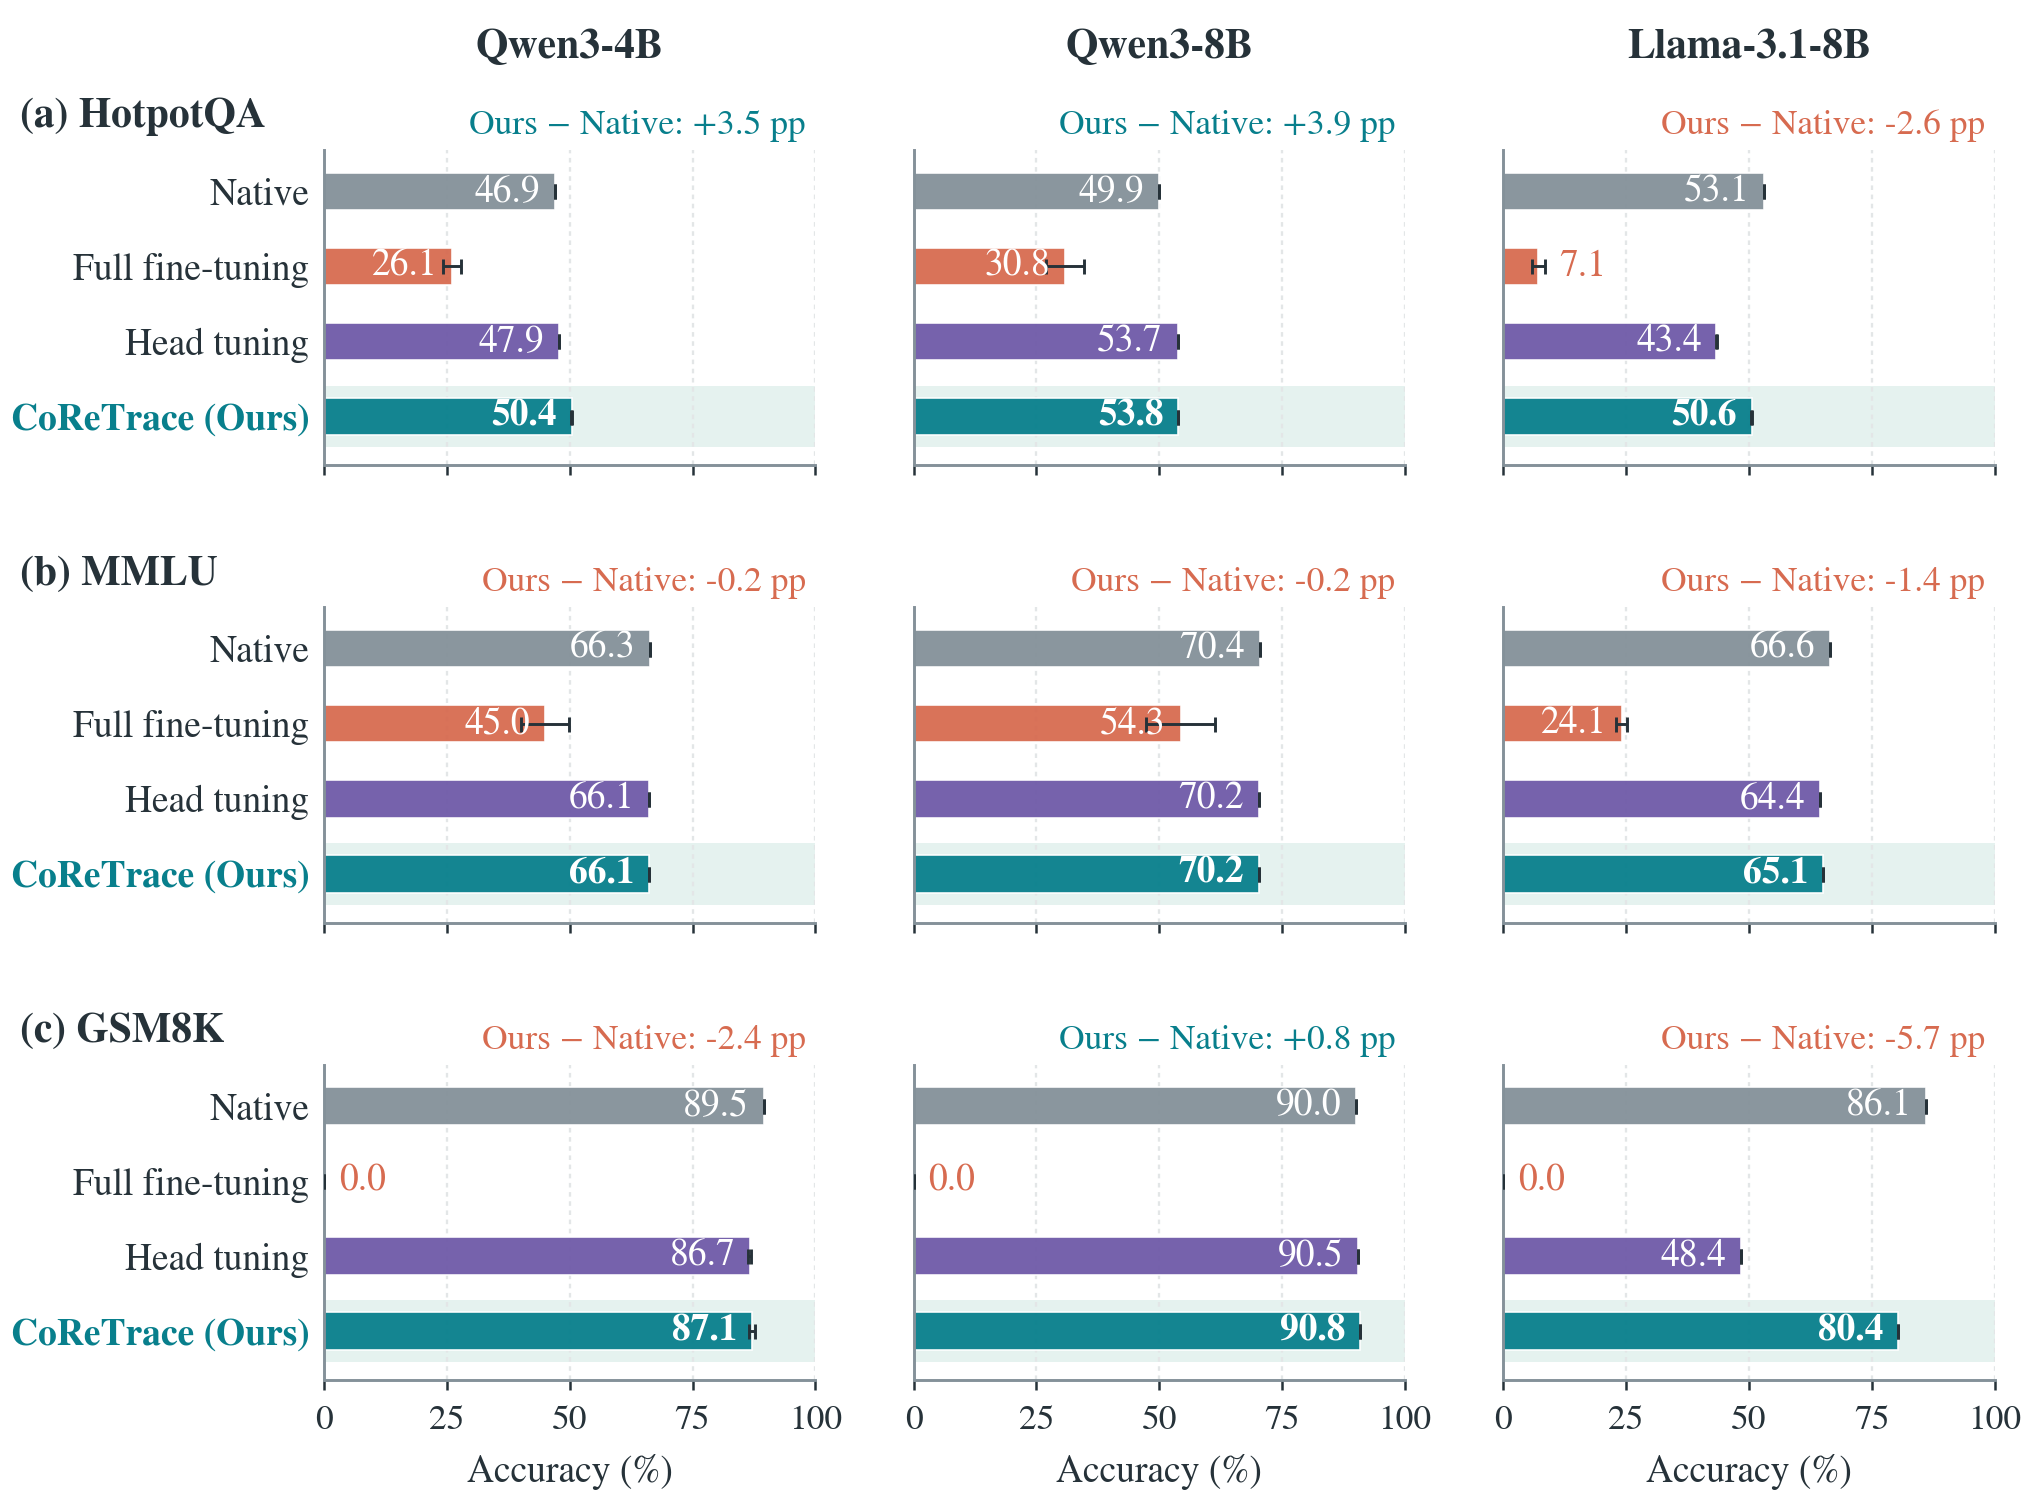 Qwen3-4B Qwen3-8B Llama-3.1-8B
(a) HotpotQA
Ours − Native: +3.5 pp Ours − Native: +3.9 pp Ours − Native: -2.6 pp
Native 46.9 49.9 53.1
Full fine-tuning 26.1 30.8 7.1
Head tuning 47.9 53.7 43.4
CoReTrace (Ours) 50.4 53.8 50.6
(b) MMLU
Ours − Native: -0.2 pp Ours − Native: -0.2 pp Ours − Native: -1.4 pp
Native 66.3 70.4 66.6
Full fine-tuning 45.0 54.3 24.1
Head tuning 66.1 70.2 64.4
CoReTrace (Ours) 66.1 70.2 65.1
(c) GSM8K
Ours − Native: -2.4 pp Ours − Native: +0.8 pp Ours − Native: -5.7 pp
Native 89.5 90.0 86.1
Full fine-tuning 0.0 0.0 0.0
Head tuning 86.7 90.5 48.4
CoReTrace (Ours) 87.1 90.8 80.4
0 25 50 75 100 0 25 50 75 100 0 25 50 75 100
Accuracy (%) Accuracy (%) Accuracy (%)